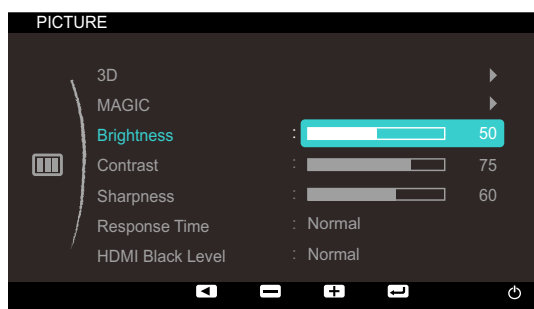 PICTURE
3D
MAGIC
Brightness : 50
Contrast : 75
Sharpness : 60
Response Time : Normal
HDMI Black Level : Normal